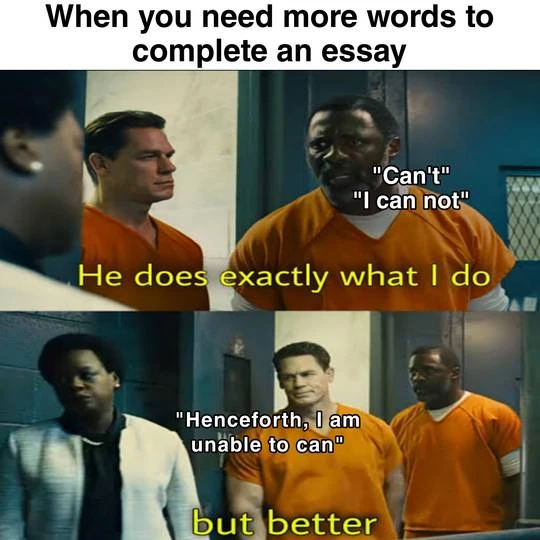 When you need more words to
complete an essay
"Can't"
"I can not"
He does exactly what I do
"Henceforth, I am
unable to can"
but better